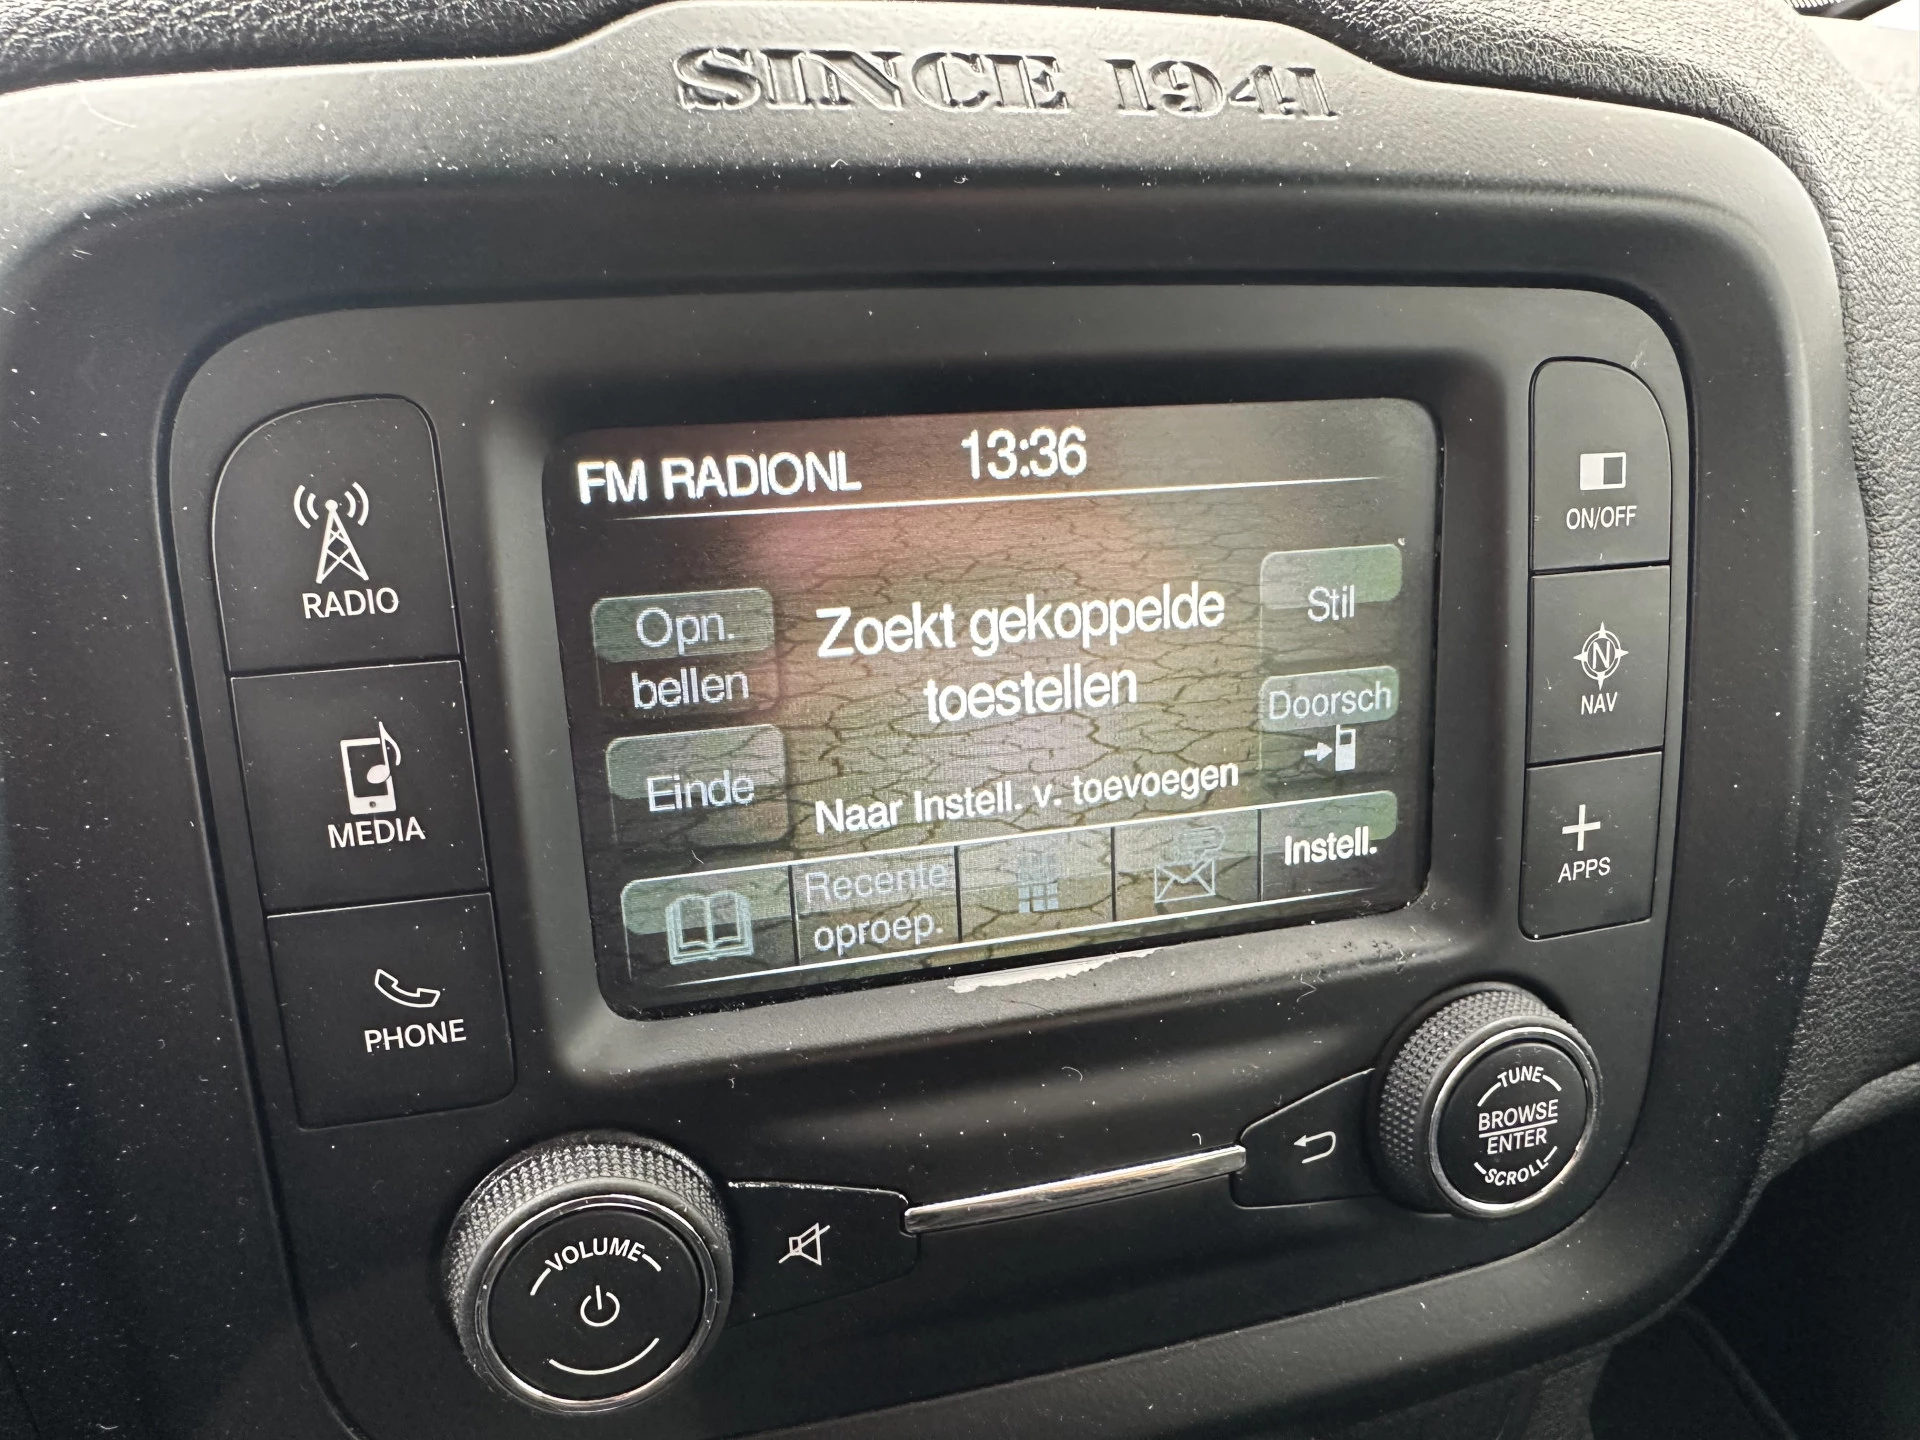 SINCE 1941
FM RADIONL 13:36
Opn.
bellen
Einde
Zoekt gekoppelde
toestellen
Naar Instell. v. toevoegen
Stil
Doorsch
Recente
oproep.
Instell.
RADIO
MEDIA
PHONE
ON/OFF
N
NAV
APPS
VOLUME
TUNE
BROWSE
ENTER
SCROLL